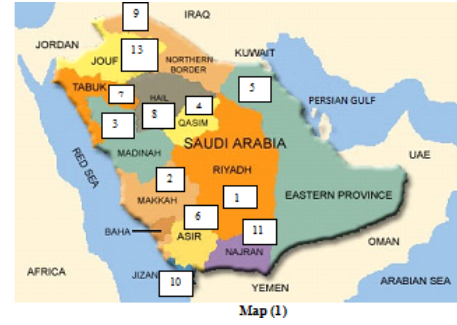 9
IRAQ
JORDAN
13
JOUF
NORTHERN
BORDER
KUWAIT
TABUK
7
HAIL
4
5
PERSIAN GULF
3
8
QASIM
SAUDI ARABIA
MADINAH
RED SEA
UAE
2
RIYADH
MAKKAH
1
EASTERN PROVINCE
6
BAHA
ASIR
11
OMAN
NAJRAN
AFRICA
JIZAN
10
YEMEN
ARABIAN SEA
Map (1)